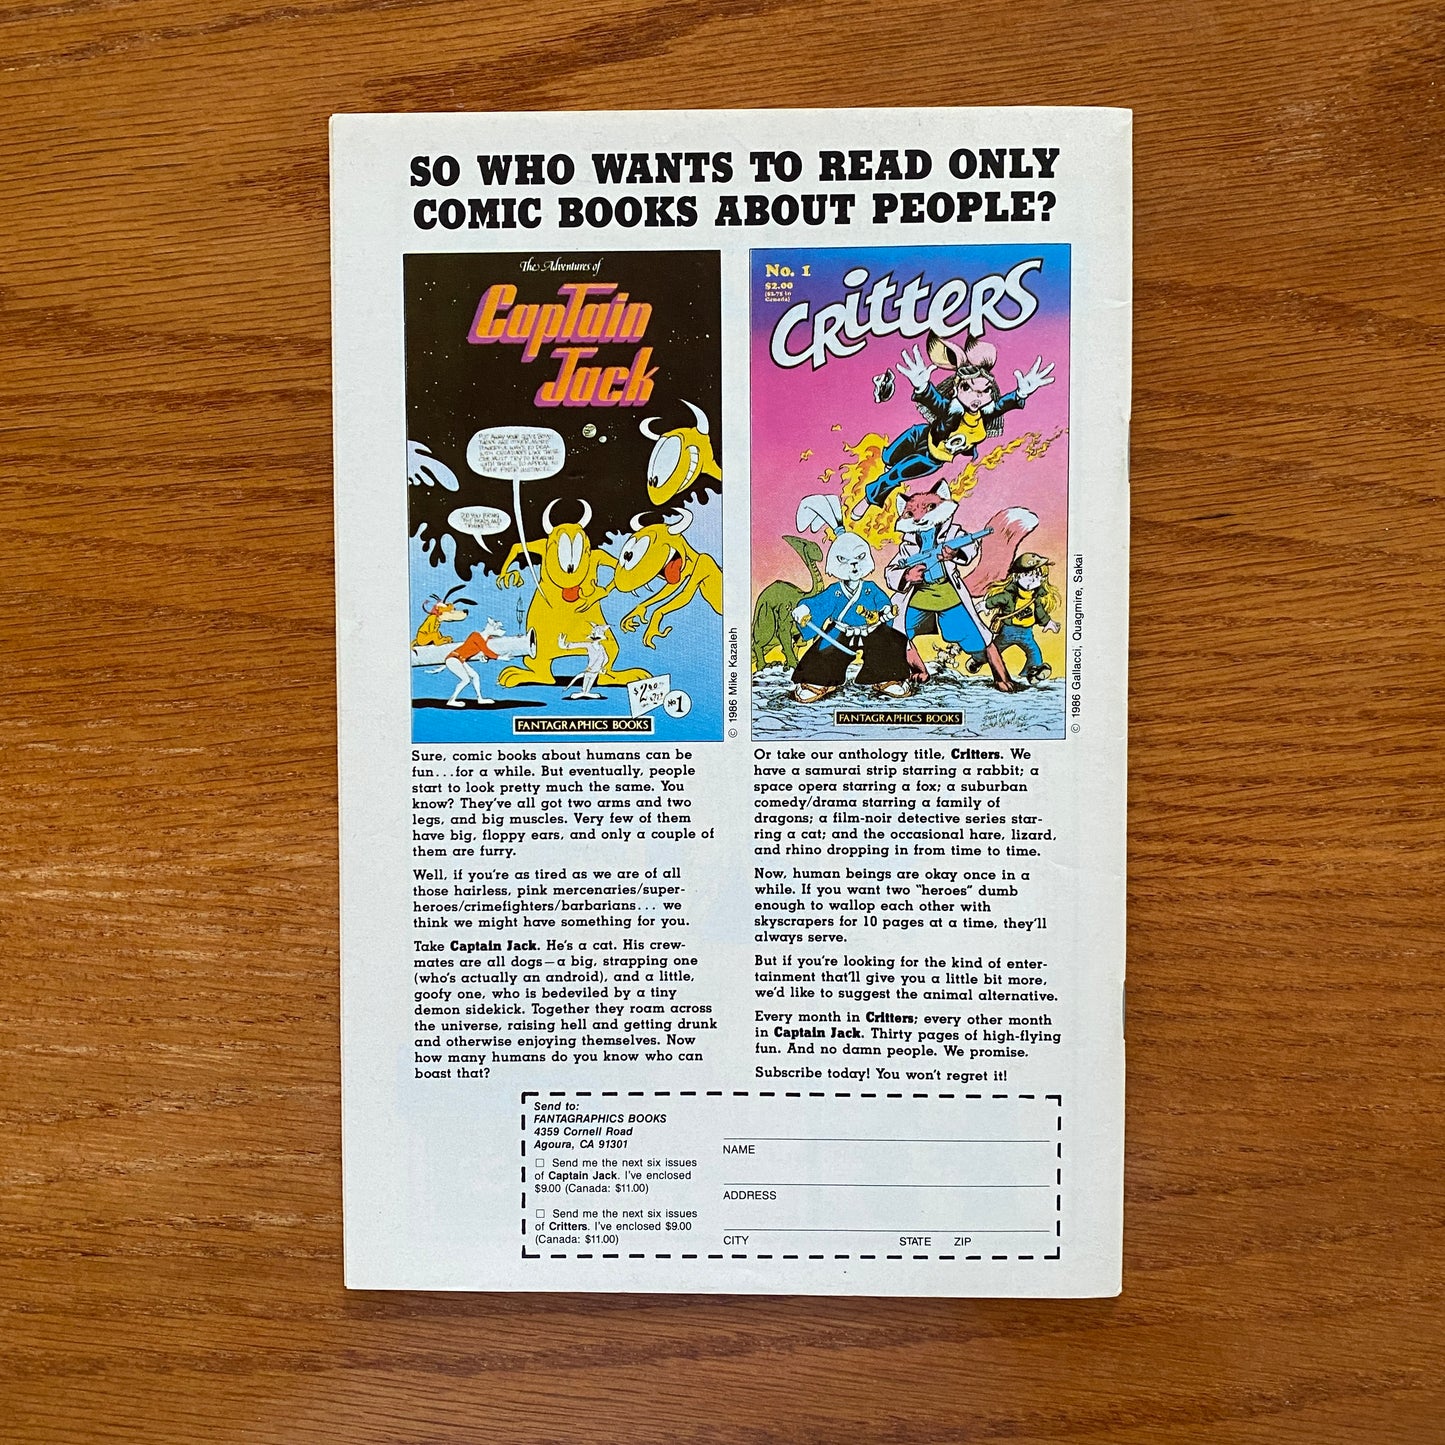 SO WHO WANTS TO READ ONLY
COMIC BOOKS ABOUT PEOPLE?
The Adventures of
Captain
Jack
$2.00
No 1
FANTAGRAPHICS BOOKS
© 1986 Mike Kazaleh
No. 1
$2.00
($2.75 in
Canada)
CRitteRS
FANTAGRAPHICS BOOKS
© 1986 Gallacci, Quagmire, Sakai
Sure, comic books about humans can be
fun...for a while. But eventually, people
start to look pretty much the same. You
know? They've all got two arms and two
legs, and big muscles. Very few of them
have big, floppy ears, and only a couple of
them are furry.
Well, if you're as tired as we are of all
those hairless, pink mercenaries/super-
heroes/crimefighters/barbarians... we
think we might have something for you.
Take Captain Jack. He's a cat. His crew-
mates are all dogs—a big, strapping one
(who's actually an android), and a little,
goofy one, who is bedeviled by a tiny
demon sidekick. Together they roam across
the universe, raising hell and getting drunk
and otherwise enjoying themselves. Now
how many humans do you know who can
boast that?
Or take our anthology title, Critters. We
have a samurai strip starring a rabbit; a
space opera starring a fox; a suburban
comedy/drama starring a family of
dragons; a film-noir detective series star-
ring a cat; and the occasional hare, lizard,
and rhino dropping in from time to time.
Now, human beings are okay once in a
while. If you want two "heroes" dumb
enough to wallop each other with
skyscrapers for 10 pages at a time, they'll
always serve.
But if you're looking for the kind of enter-
tainment that'll give you a little bit more,
we'd like to suggest the animal alternative.
Every month in Critters; every other month
in Captain Jack. Thirty pages of high-flying
fun. And no damn people. We promise.
Subscribe today! You won't regret it!
Send to:
FANTAGRAPHICS BOOKS
4359 Cornell Road
Agoura, CA 91301
□ Send me the next six issues
of Captain Jack. I've enclosed
$9.00 (Canada: $11.00)
□ Send me the next six issues
of Critters. I've enclosed $9.00
(Canada: $11.00)
NAME
ADDRESS
CITY STATE ZIP